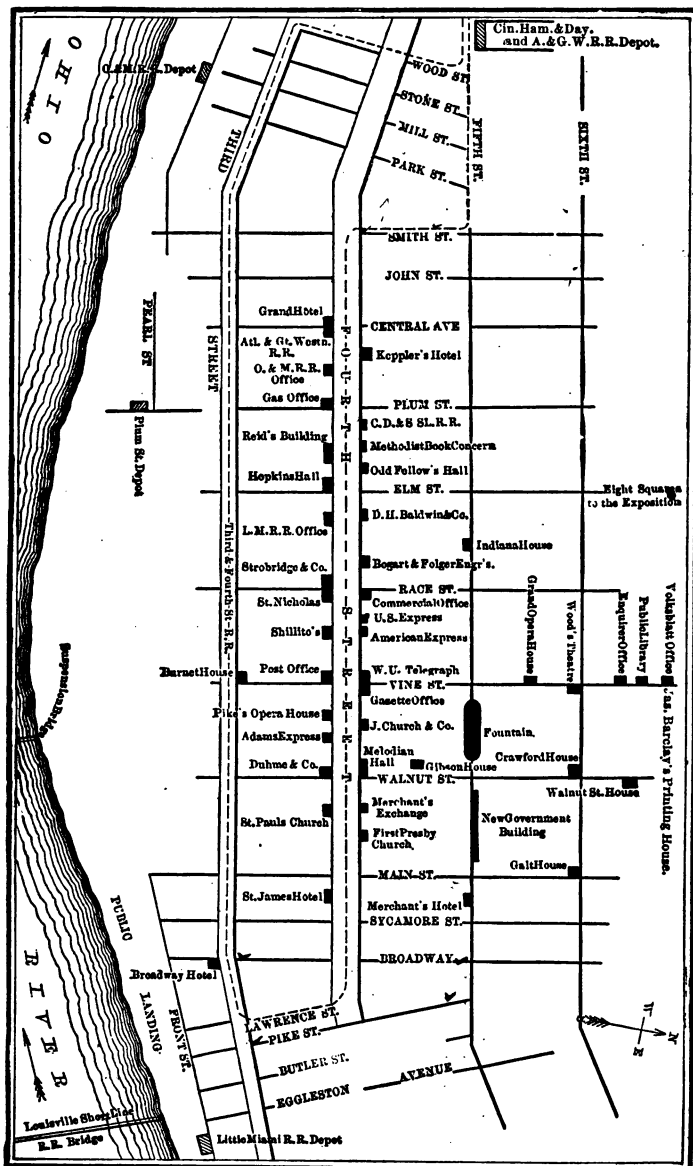 Cin. Ham. & Day.
and A. & G. W. R. R. Depot.
OHIO
O. & M. R. R. Depot
WOOD ST.
STONE ST.
MILL ST.
PARK ST.
THIRD
FIFTH ST.
SIXTH ST.
SMITH ST.
JOHN ST.
PEARL ST
STREET
Grand Hotel
CENTRAL AVE
Atl. & Gt. Westn.
R.R.
Keppler's Hotel
O. & M.R.R.
Office
Gas Office
PLUM ST.
FOURTH
Plum St. Depot
C.D. & S SL.R.R.
Reid's Building
Methodist Book Concern
Hopkins Hall
Odd Fellow's Hall
ELM ST.
Eight Squares
to the Exposition
L.M.R.R. Office
D.H. Baldwin & Co.
Indiana House
Third & Fourth St. R.R.
Strobridge & Co.
Bogart & Folger Engr's.
RACE ST.
St. Nicholas
Commercial Office
U.S. Express
Shillito's
American Express
STREET
Grand Opera House
Wood's Theatre
Enquirer Office
Public Library
Volksblatt Office
Suspension Bridge
Burnet House
Post Office
W.U. Telegraph
VINE ST.
Gazette Office
Pike's Opera House
J. Church & Co.
Fountain.
Adams Express
Melodian
Hall
Gibson House
Crawford House
Duhme & Co.
WALNUT ST.
Walnut St. House
Jas. Barclay's Printing House.
St. Pauls Church
Merchant's
Exchange
New Government
Building
First Presby
Church,
Galt House
MAIN ST.
St. James Hotel
Merchant's Hotel
SYCAMORE ST.
PUBLIC
LANDING
BROADWAY
Broadway Hotel
FRONT ST.
LAWRENCE ST.
PIKE ST.
BUTLER ST.
EGGLESTON AVENUE
W
N
E
RIVER
Louisville Short Line
R.R. Bridge
Little Miami R.R. Depot